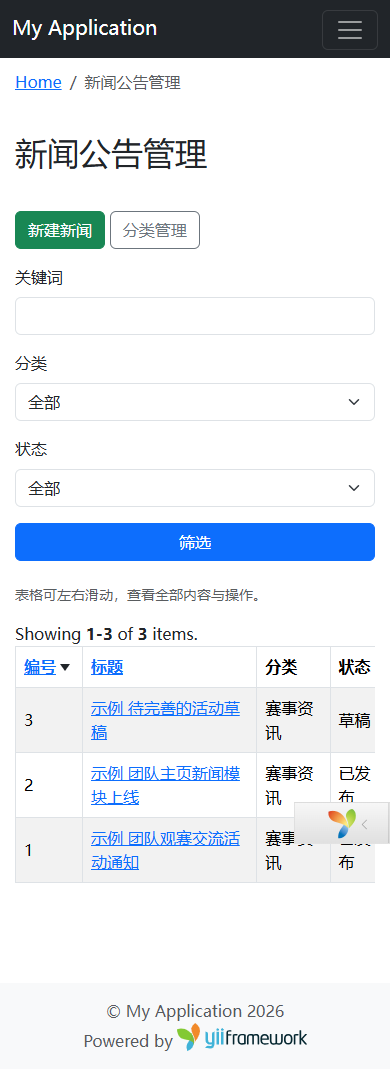 My Application
Home / 新闻公告管理
新闻公告管理
新建新闻 分类管理
关键词
分类
全部
状态
全部
筛选
表格可左右滑动，查看全部内容与操作。
Showing 1-3 of 3 items.
编号 标题 分类 状态
3 示例 待完善的活动草稿 赛事资讯 草稿
2 示例 团队主页新闻模块上线 赛事资讯 已发布
1 示例 团队观赛交流活动通知 赛事资讯 布
© My Application 2026
Powered by yiiframework